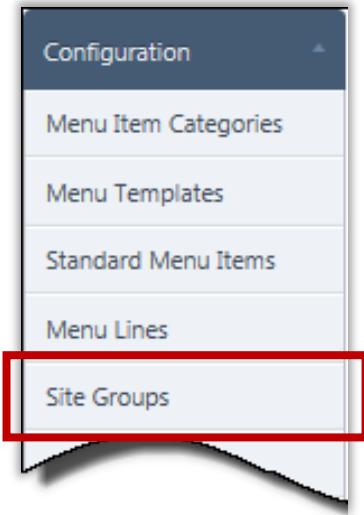 Configuration
Menu Item Categories
Menu Templates
Standard Menu Items
Menu Lines
Site Groups